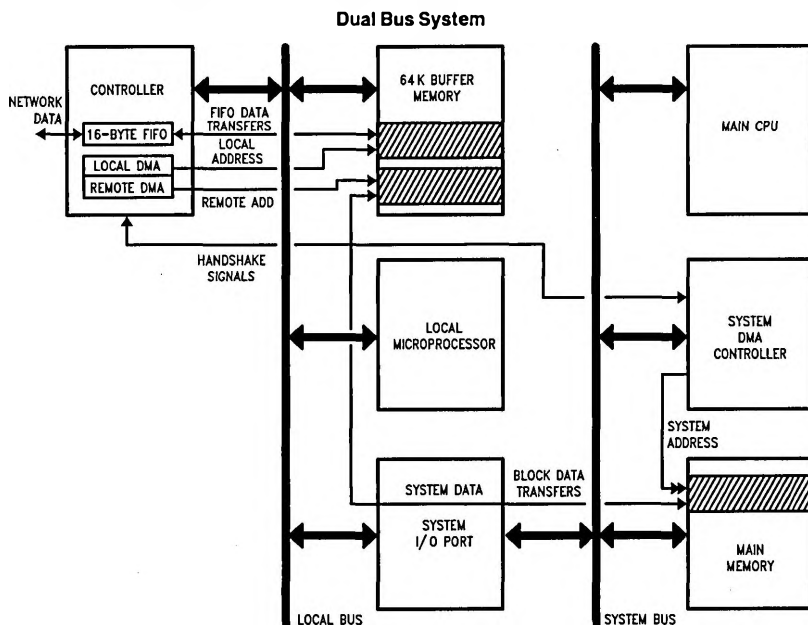 Dual Bus System
CONTROLLER
NETWORK
DATA
16-BYTE FIFO
LOCAL DMA
REMOTE DMA
FIFO DATA
TRANSFERS
LOCAL
ADDRESS
REMOTE ADD
64K BUFFER
MEMORY
MAIN CPU
HANDSHAKE
SIGNALS
LOCAL
MICROPROCESSOR
SYSTEM
DMA
CONTROLLER
SYSTEM
ADDRESS
SYSTEM DATA
SYSTEM
I/O PORT
BLOCK DATA
TRANSFERS
MAIN
MEMORY
LOCAL BUS
SYSTEM BUS